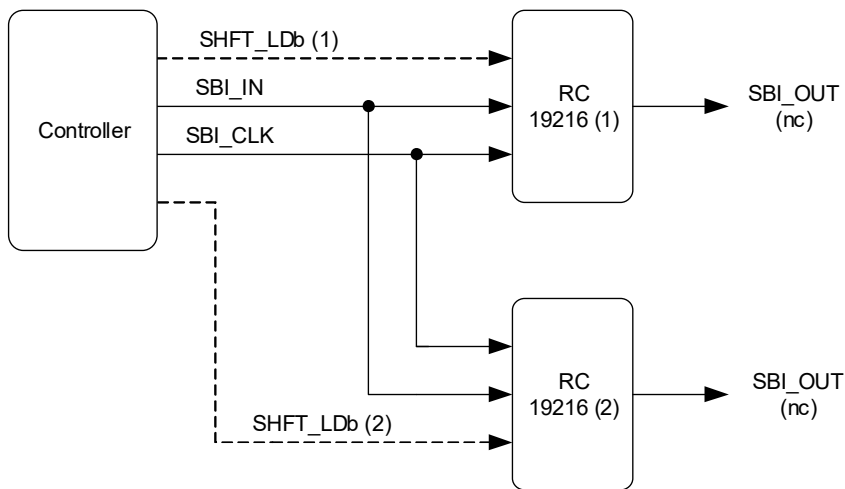 SHFT_LDb (1)
SBI_IN
SBI_CLK
Controller
RC
19216 (1)
SBI_OUT
(nc)
SHFT_LDb (2)
RC
19216 (2)
SBI_OUT
(nc)